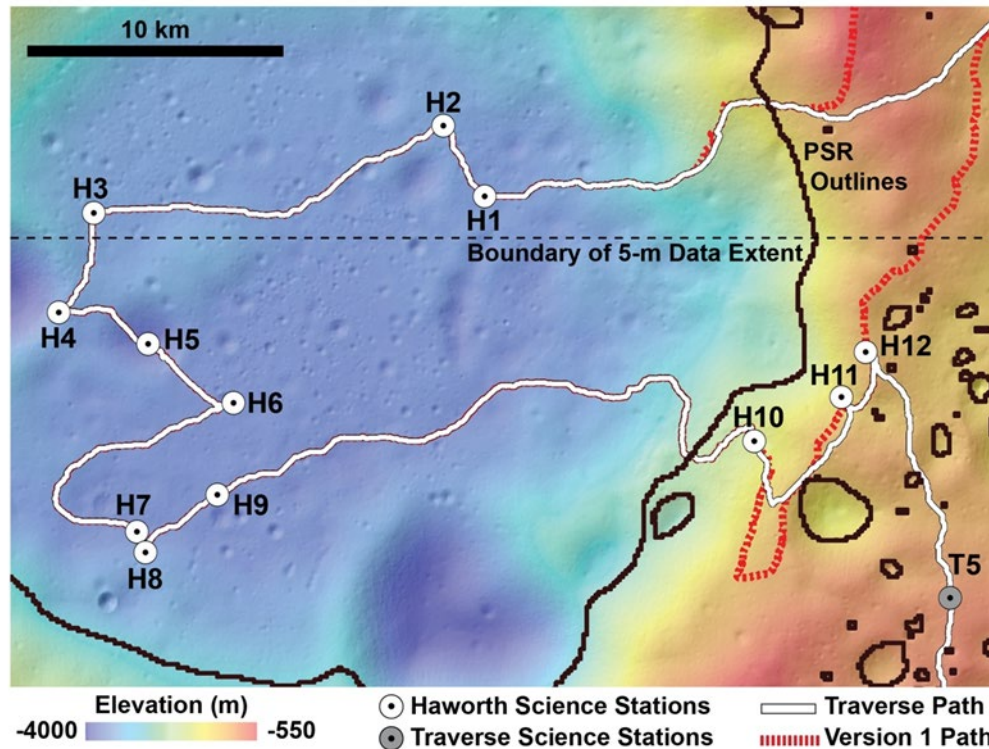 10 km
H2
H3
H1
PSR
Outlines
Boundary of 5-m Data Extent
H4
H5
H12
H11
H6
H10
H9
H7
H8
T5
Elevation (m)
-4000
-550
Haworth Science Stations
Traverse Science Stations
Traverse Path
Version 1 Path